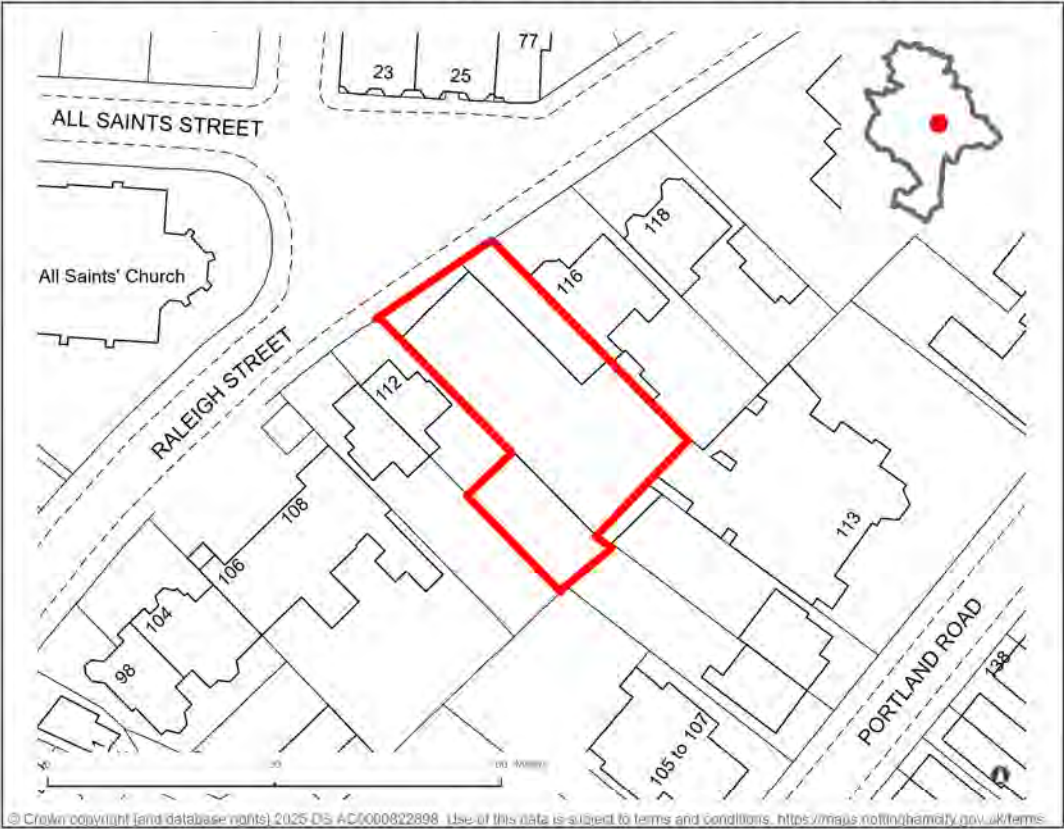 77
23
25
ALL SAINTS STREET
118
116
All Saints' Church
112
RALEIGH STREET
108
113
106
104
98
PORTLAND ROAD
138
105 to 107
© Crown copyright (and database rights) 2025 OS AC0000822898. Use of this data is subject to terms and conditions. https://maps.nottinghamcity.gov.uk/terms